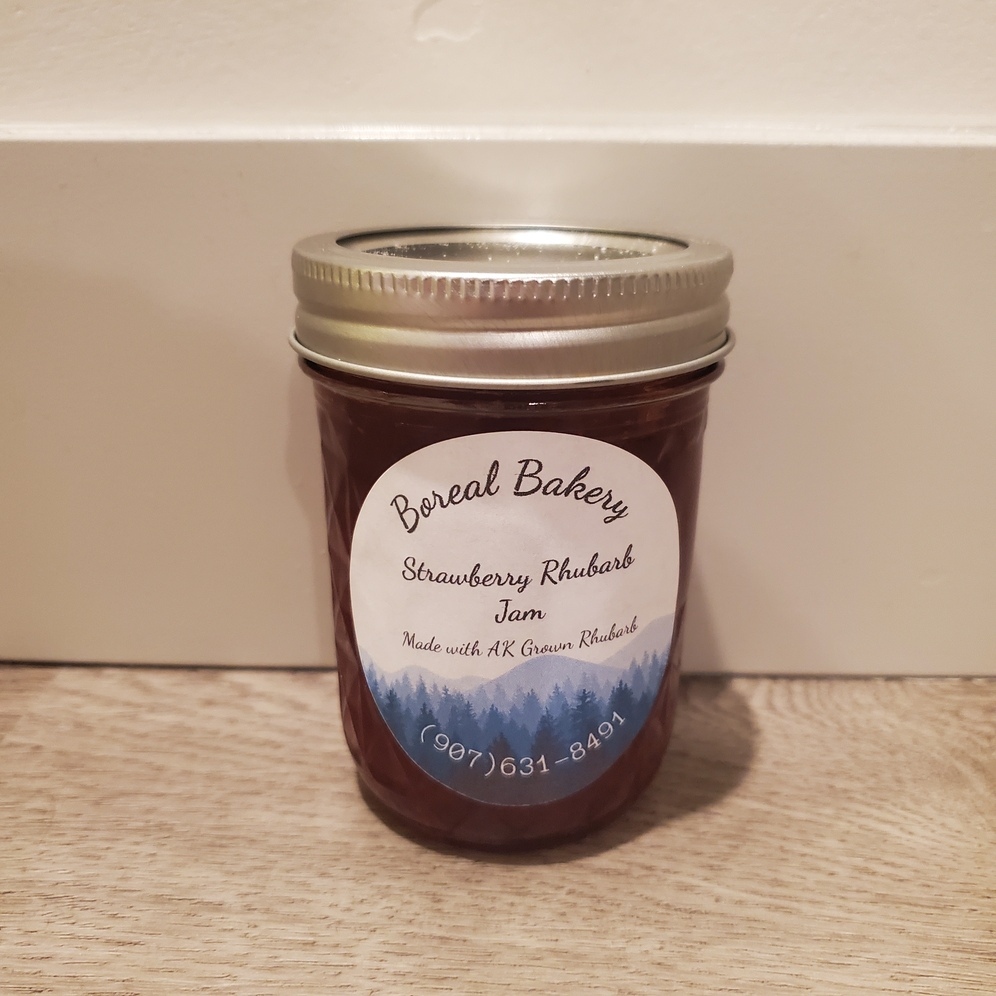 Boreal Bakery
Strawberry Rhubarb
Jam
Made with AK Grown Rhubarb
(907)631-8491